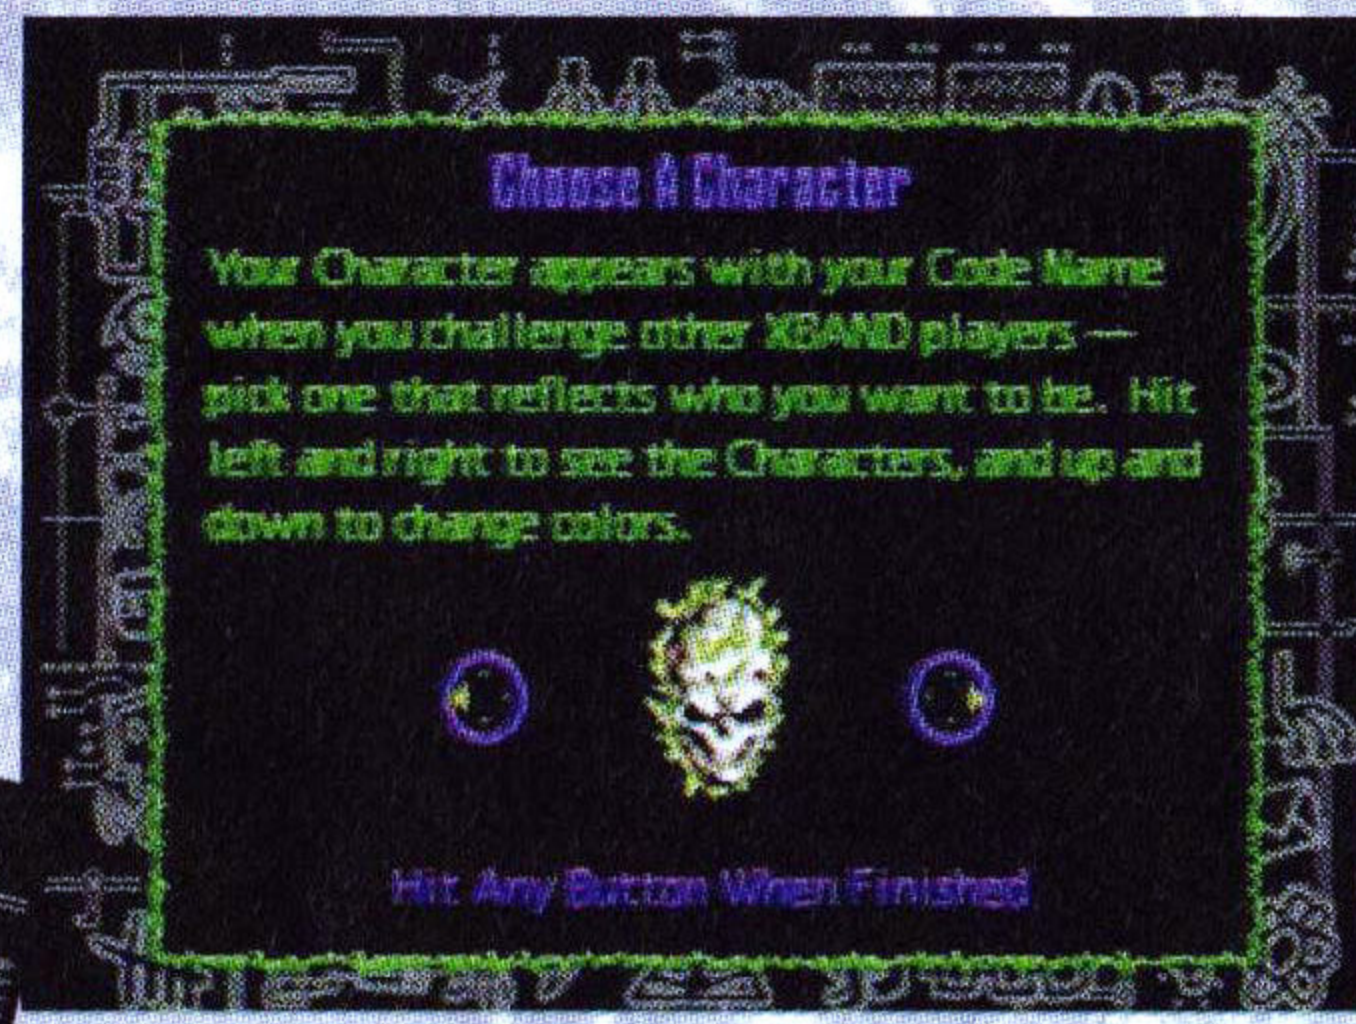 Choose A Character
Your Character appears with your Code Name
when you challenge other XBAND players —
pick one that reflects who you want to be. Hit
left and right to see the Characters, and up and
down to change colors.
Hit Any Button When Finished